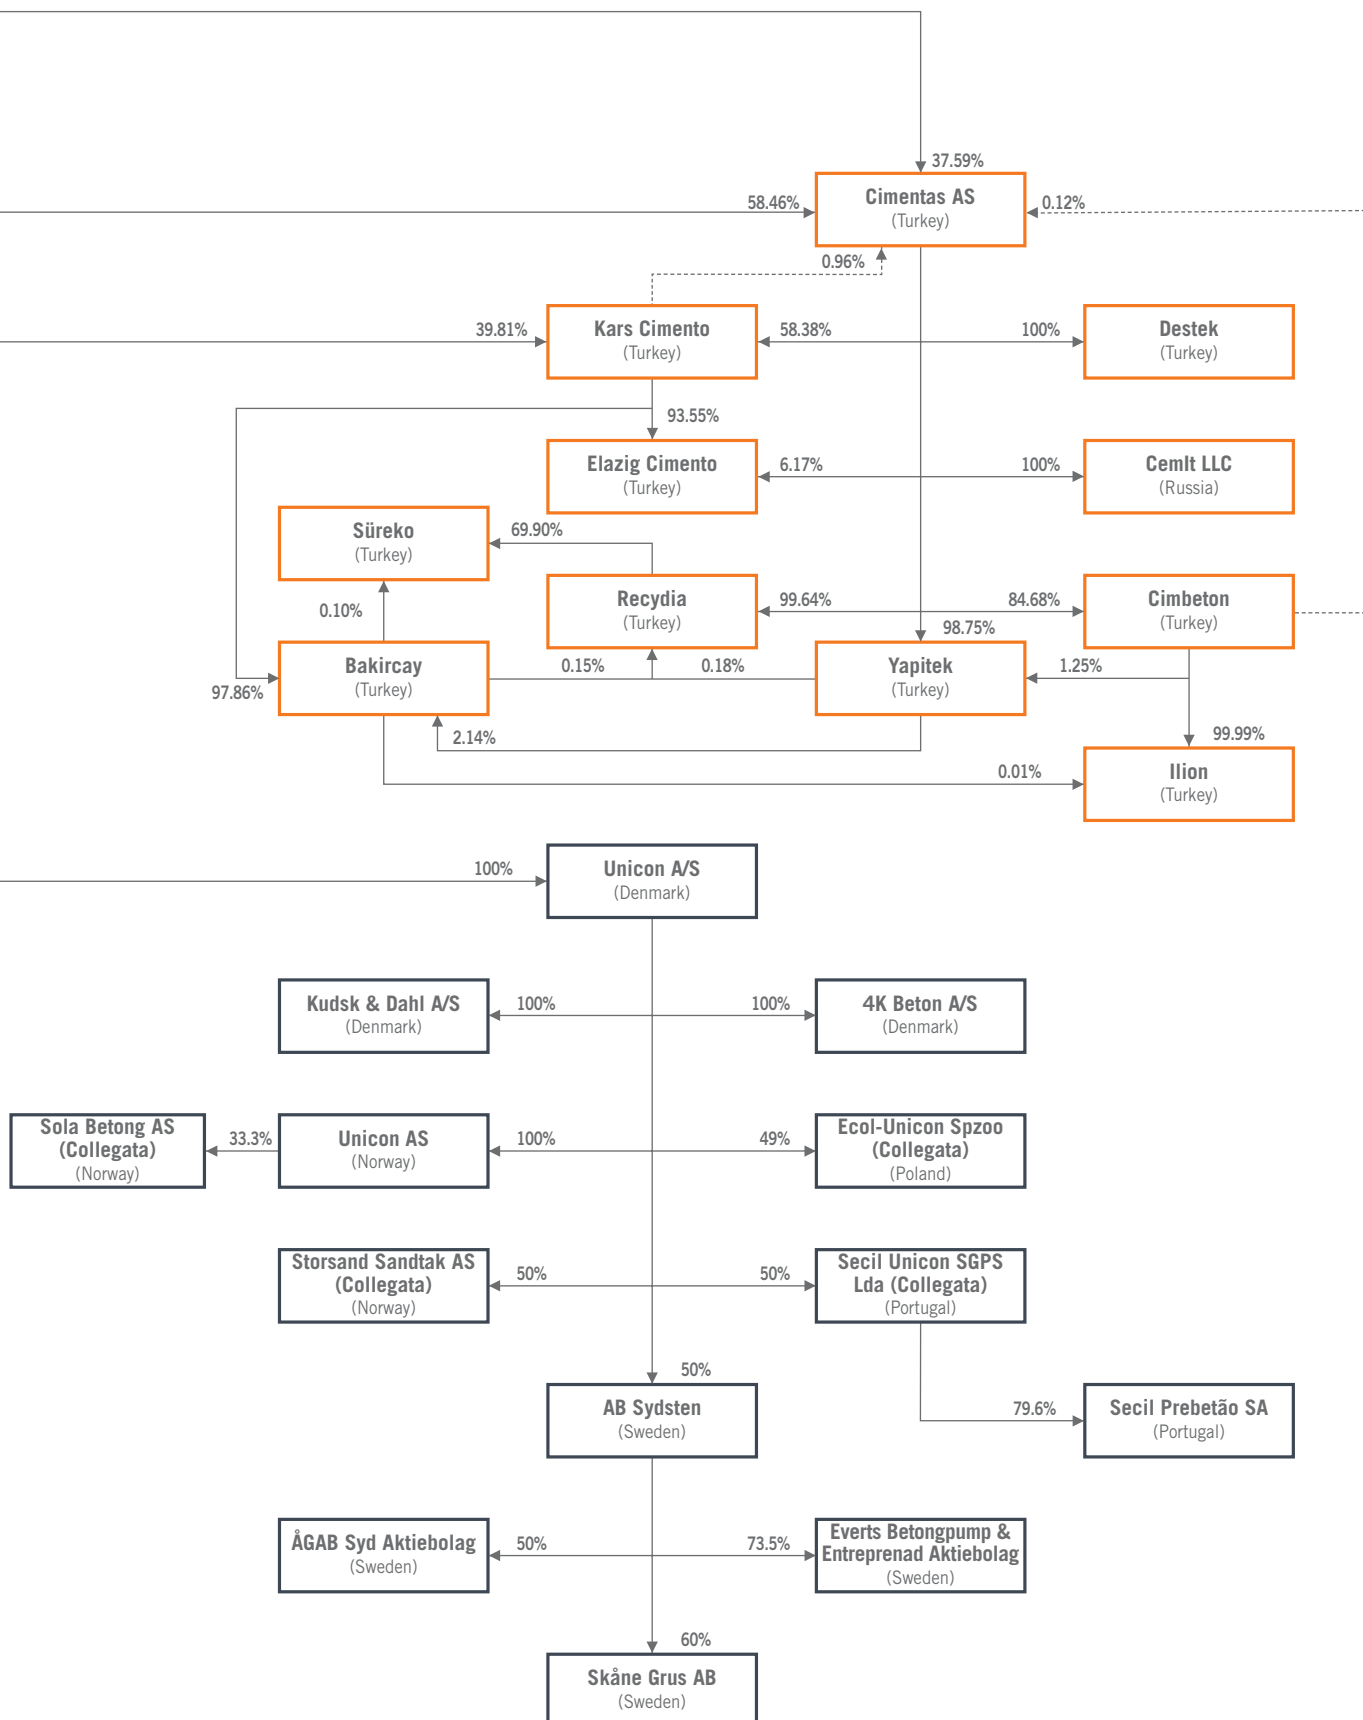 37.59%
Cimentas AS
(Turkey)
58.46%
0.12%
0.96%
Kars Cimento
(Turkey)
39.81%
58.38%
100%
Destek
(Turkey)
93.55%
Elazig Cimento
(Turkey)
6.17%
100%
CemIt LLC
(Russia)
Süreko
(Turkey)
69.90%
0.10%
Recydia
(Turkey)
99.64%
84.68%
Cimbeton
(Turkey)
98.75%
Bakircay
(Turkey)
97.86%
0.15%
0.18%
Yapitek
(Turkey)
1.25%
2.14%
99.99%
0.01%
Ilion
(Turkey)
100%
Unicon A/S
(Denmark)
Kudsk & Dahl A/S
(Denmark)
100%
100%
4K Beton A/S
(Denmark)
Sola Betong AS
(Collegata)
(Norway)
33.3%
Unicon AS
(Norway)
100%
49%
Ecol-Unicon Spzoo
(Collegata)
(Poland)
Storsand Sandtak AS
(Collegata)
(Norway)
50%
50%
Secil Unicon SGPS
Lda (Collegata)
(Portugal)
50%
AB Sydsten
(Sweden)
79.6%
Secil Prebetão SA
(Portugal)
ÅGAB Syd Aktiebolag
(Sweden)
50%
73.5%
Everts Betongpump &
Entreprenad Aktiebolag
(Sweden)
60%
Skåne Grus AB
(Sweden)